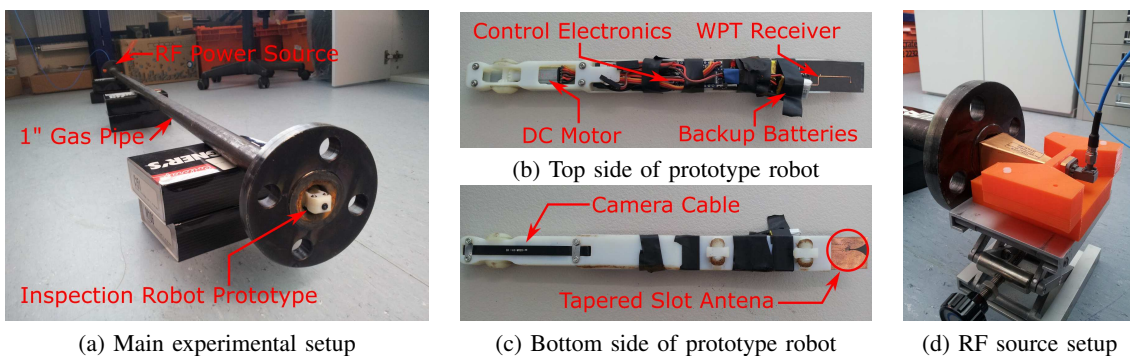 RF Power Source
1" Gas Pipe
GNER'S
Inspection Robot Prototype
(a) Main experimental setup
Control Electronics
WPT Receiver
DC Motor
Backup Batteries
(b) Top side of prototype robot
Camera Cable
Tapered Slot Antena
(c) Bottom side of prototype robot
(d) RF source setup